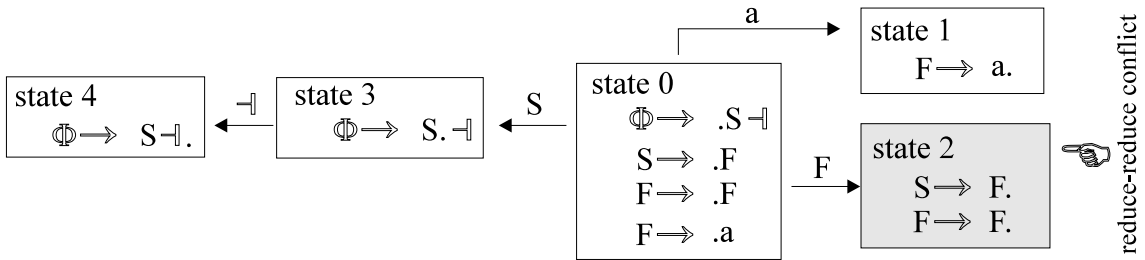 state 4
Φ⟶ S⊣.
⊣
state 3
Φ⟶ S.⊣
S
state 0
Φ⟶ .S⊣
S⟶ .F
F⟶ .F
F⟶ .a
a
state 1
F⟶ a.
F
state 2
S⟶ F.
F⟶ F.
reduce-reduce conflict